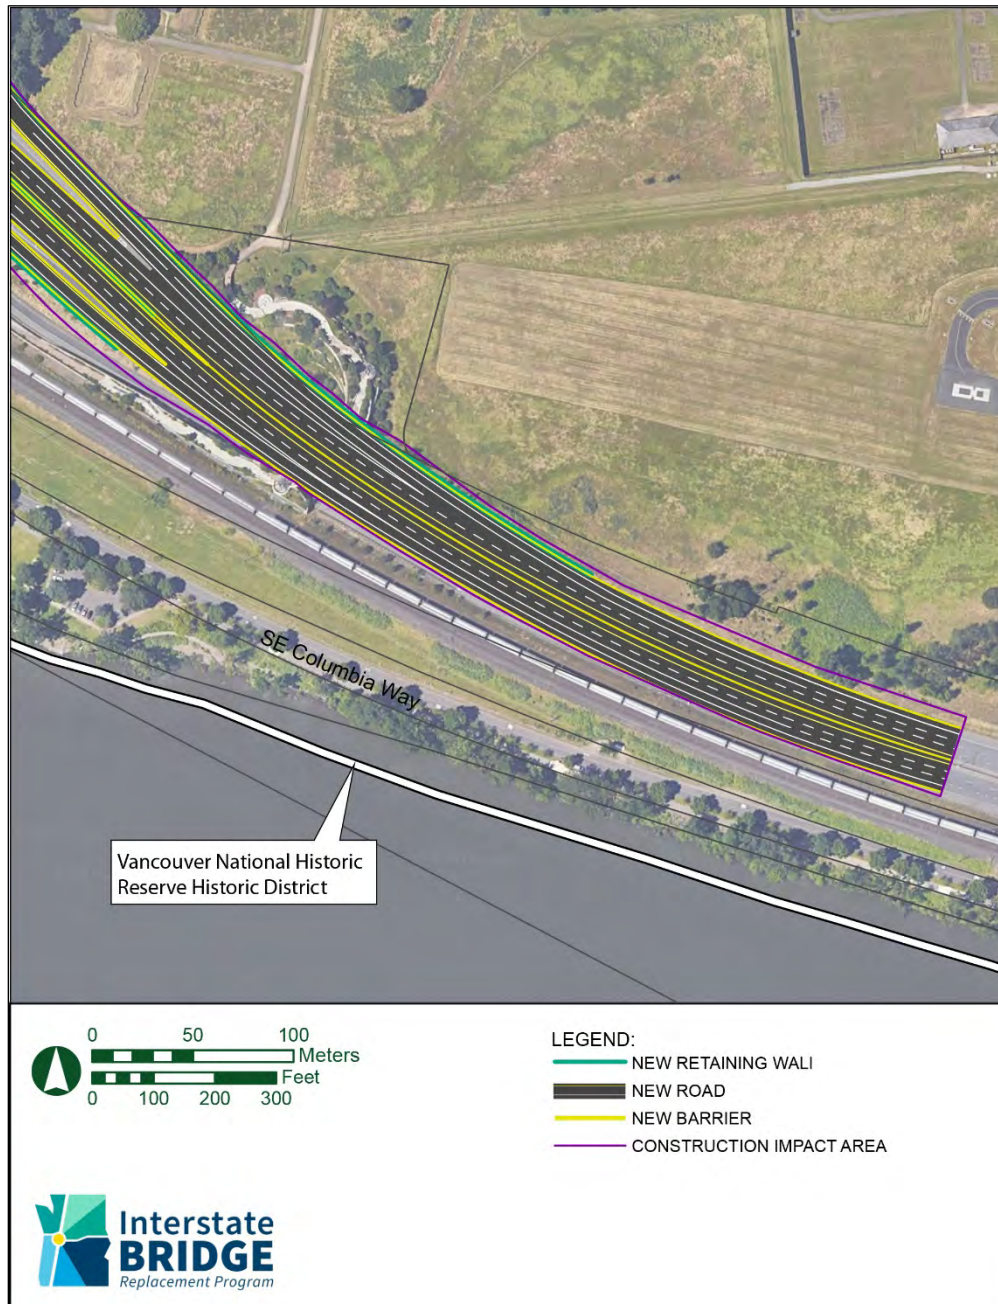 SE Columbia Way
Vancouver National Historic
Reserve Historic District
0 50 100
Meters
Feet
0 100 200 300
LEGEND:
NEW RETAINING WALl
NEW ROAD
NEW BARRIER
CONSTRUCTION IMPACT AREA
Interstate
BRIDGE
Replacement Program